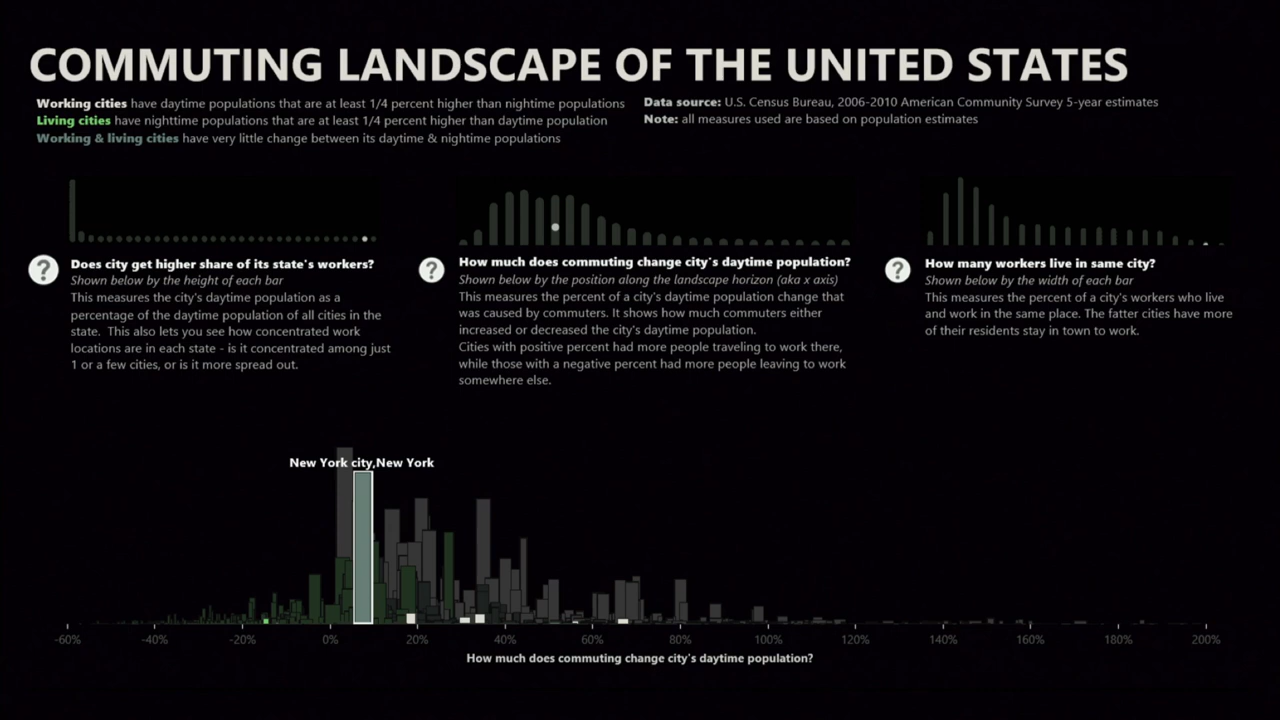 COMMUTING LANDSCAPE OF THE UNITED STATES
Working cities have daytime populations that are at least 1/4 percent higher than nightime populations
Living cities have nighttime populations that are at least 1/4 percent higher than daytime population
Working & living cities have very little change between its daytime & nightime populations
Data source: U.S. Census Bureau, 2006-2010 American Community Survey 5-year estimates
Note: all measures used are based on population estimates
?
Does city get higher share of its state's workers?
Shown below by the height of each bar
This measures the city's daytime population as a
percentage of the daytime population of all cities in the
state. This also lets you see how concentrated work
locations are in each state - is it concentrated among just
1 or a few cities, or is it more spread out.
?
How much does commuting change city's daytime population?
Shown below by the position along the landscape horizon (aka x axis)
This measures the percent of a city's daytime population change that
was caused by commuters. It shows how much commuters either
increased or decreased the city's daytime population.
Cities with positive percent had more people traveling to work there,
while those with a negative percent had more people leaving to work
somewhere else.
?
How many workers live in same city?
Shown below by the width of each bar
This measures the percent of a city's workers who live
and work in the same place. The fatter cities have more
of their residents stay in town to work.
New York city,New York
-60% -40% -20% 0% 20% 40% 60% 80% 100% 120% 140% 160% 180% 200%
How much does commuting change city's daytime population?